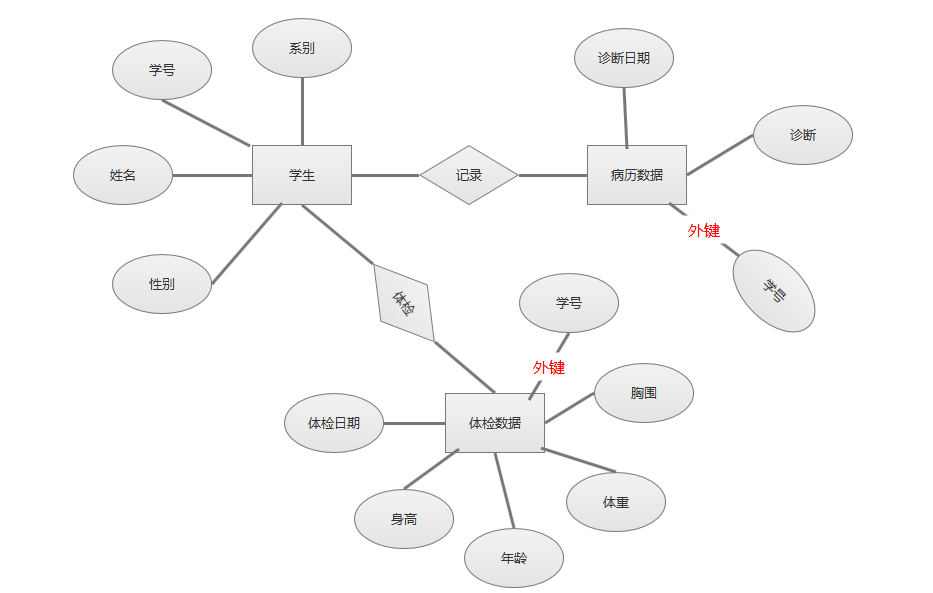 系别
学号
诊断日期
诊断
姓名
学生
记录
病历数据
外键
学号
性别
体检
学号
外键
胸围
体检日期
体检数据
体重
身高
年龄